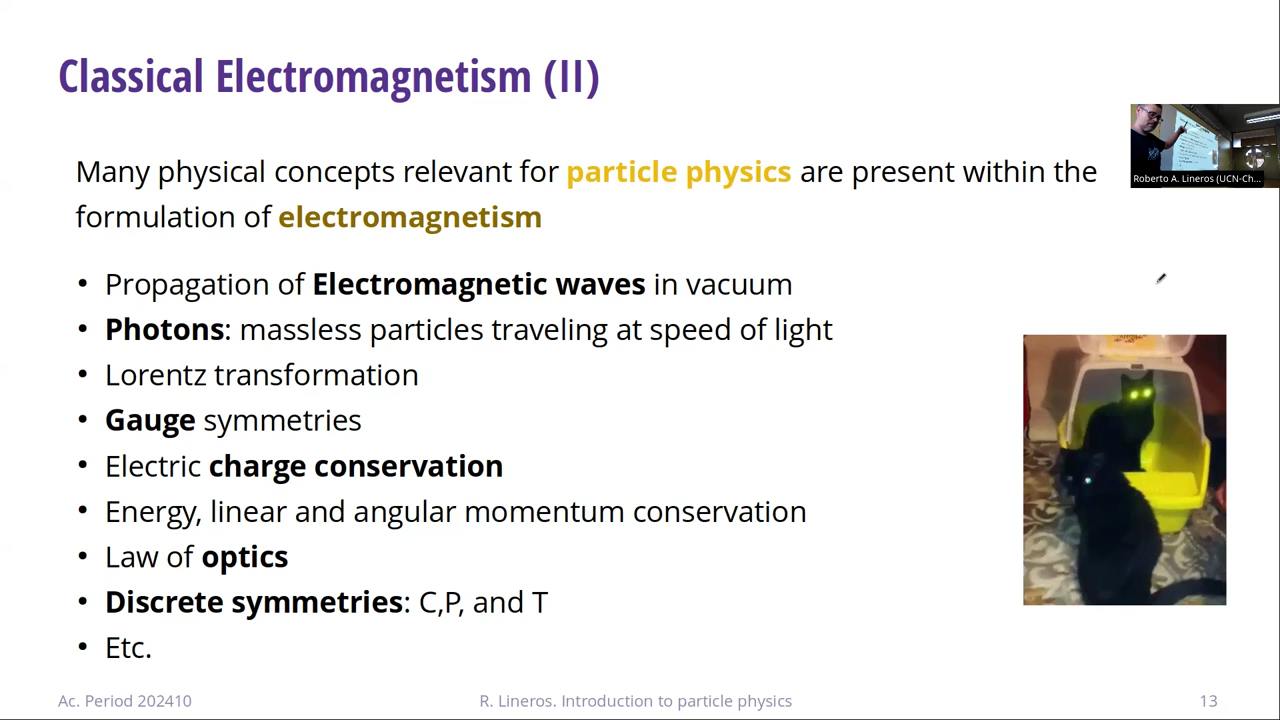 Classical Electromagnetism (II)
Many physical concepts relevant for particle physics are present within the
formulation of electromagnetism
Roberto A. Lineros (UCN-Ch...
• Propagation of Electromagnetic waves in vacuum
• Photons: massless particles traveling at speed of light
• Lorentz transformation
• Gauge symmetries
• Electric charge conservation
• Energy, linear and angular momentum conservation
• Law of optics
• Discrete symmetries: C,P, and T
• Etc.
Ac. Period 202410
R. Lineros. Introduction to particle physics
13